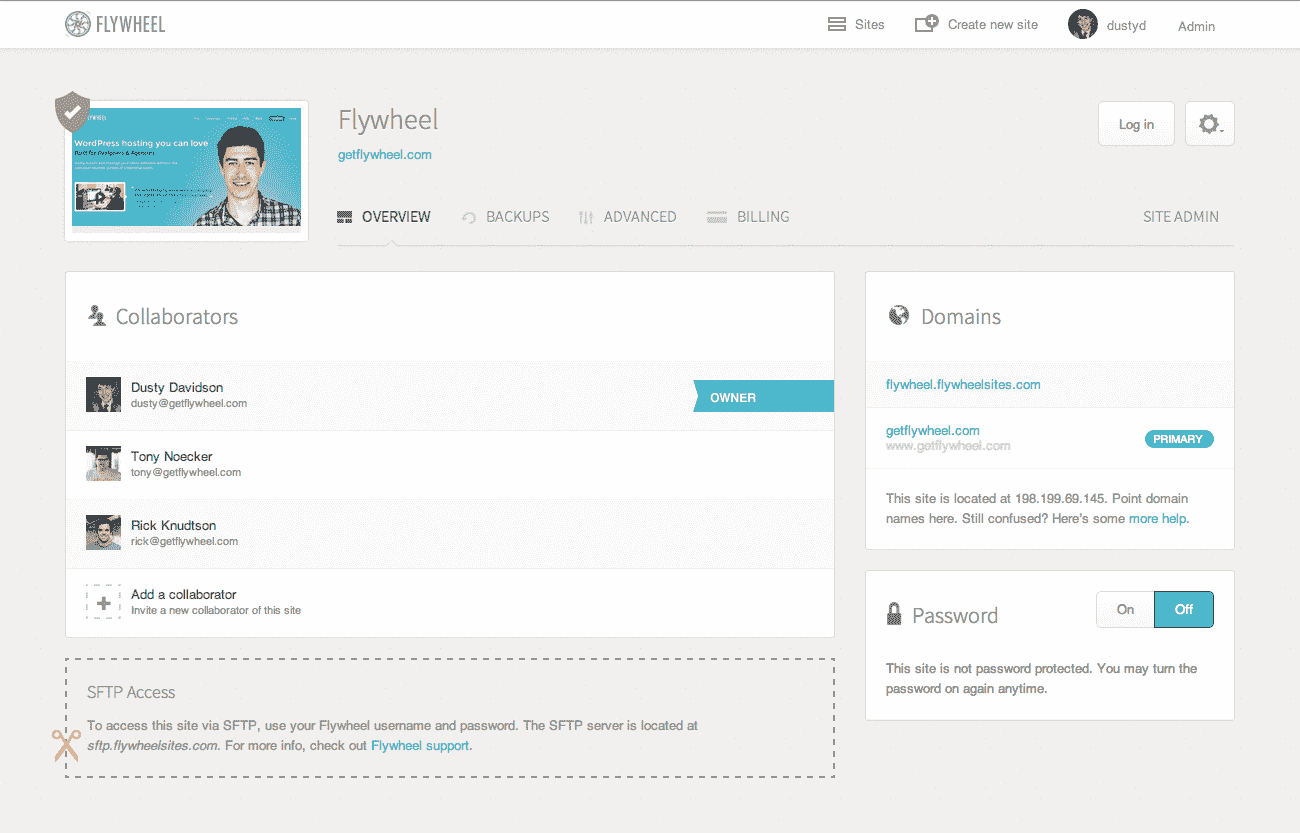 FLYWHEEL
Sites
Create new site
dustyd
Admin
WordPress hosting you can love
Flywheel
getflywheel.com
Log in
OVERVIEW
BACKUPS
ADVANCED
BILLING
SITE ADMIN
Collaborators
Dusty Davidson
dusty@getflywheel.com
OWNER
Tony Noecker
tony@getflywheel.com
Rick Knudtson
rick@getflywheel.com
Add a collaborator
Invite a new collaborator of this site
SFTP Access
To access this site via SFTP, use your Flywheel username and password. The SFTP server is located at
sftp.flywheelsites.com. For more info, check out Flywheel support.
Domains
flywheel.flywheelsites.com
getflywheel.com
www.getflywheel.com
PRIMARY
This site is located at 198.199.69.145. Point domain
names here. Still confused? Here's some more help.
Password
On
Off
This site is not password protected. You may turn the
password on again anytime.